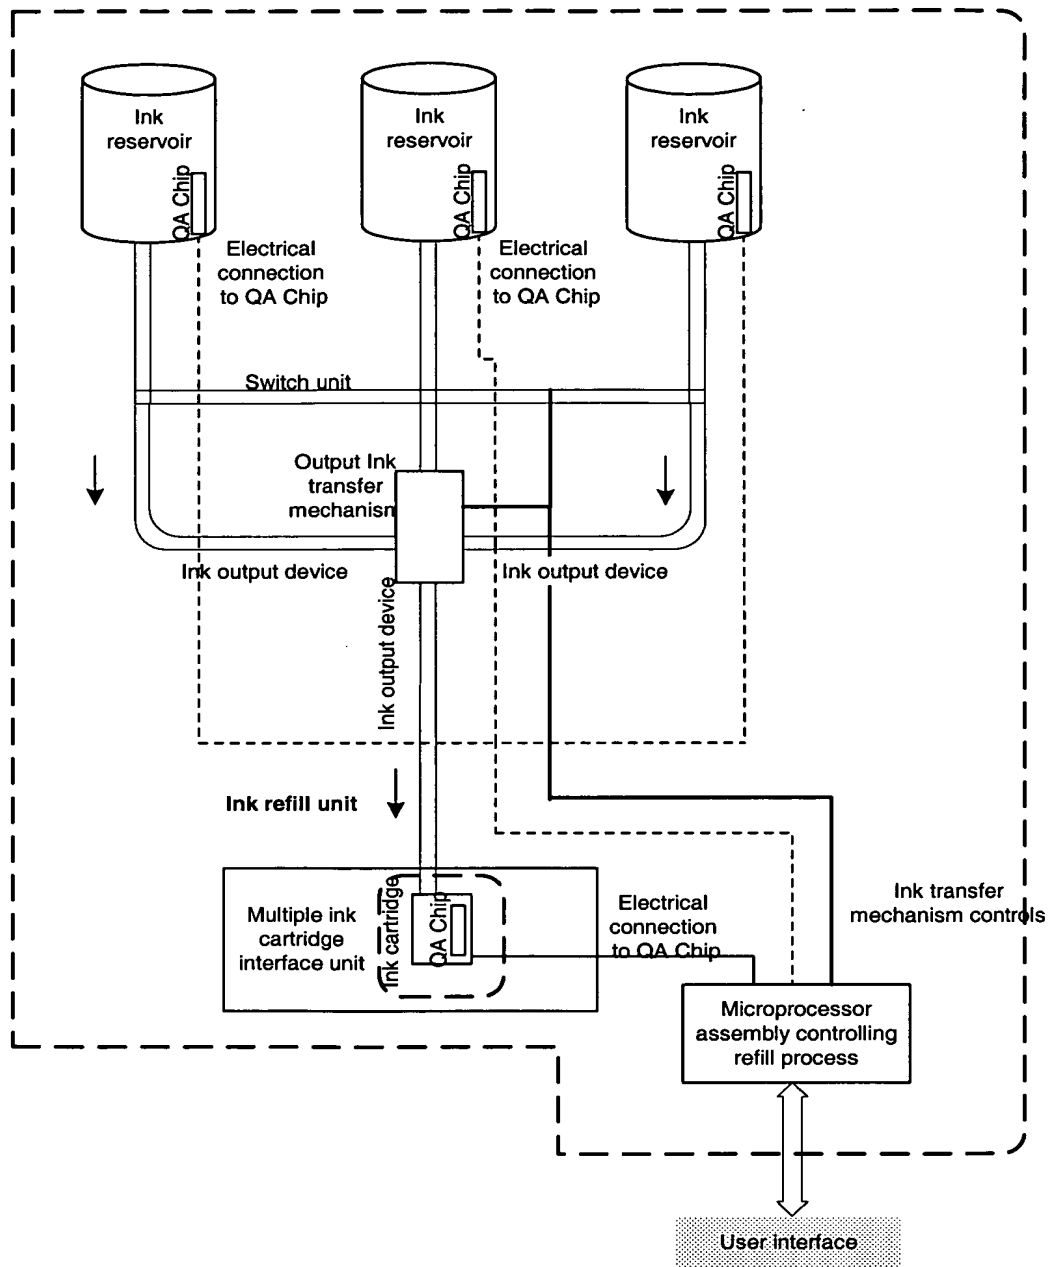 Ink
reservoir
QA Chip
Ink
reservoir
QA Chip
Ink
reservoir
QA Chip
Electrical
connection
to QA Chip
Electrical
connection
to QA Chip
Switch unit
Output Ink
transfer
mechanism
Ink output device
Ink output device
Ink output device
Ink refill unit
Multiple ink
cartridge
interface unit
Ink cartridge
QA Chip
Electrical
connection
to QA Chip
Ink transfer
mechanism controls
Microprocessor
assembly controlling
refill process
User interface